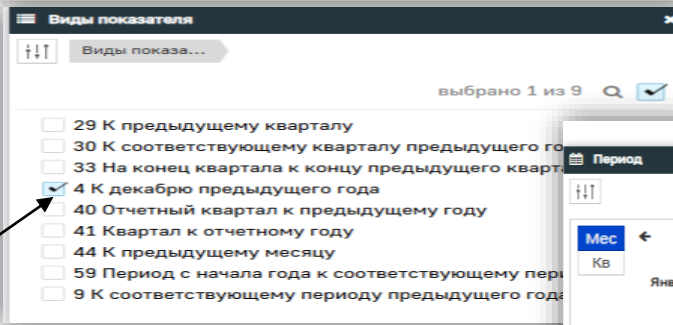 Виды показателя
Виды показа...
выбрано 1 из 9
29 К предыдущему кварталу
30 К соответствующему кварталу предыдущего го
33 На конец квартала к концу предыдущего кварт
4 К декабрю предыдущего года
40 Отчетный квартал к предыдущему году
41 Квартал к отчетному году
44 К предыдущему месяцу
59 Период с начала года к соответствующему пери
9 К соответствующему периоду предыдущего года
Период
Мес
Кв
Янв